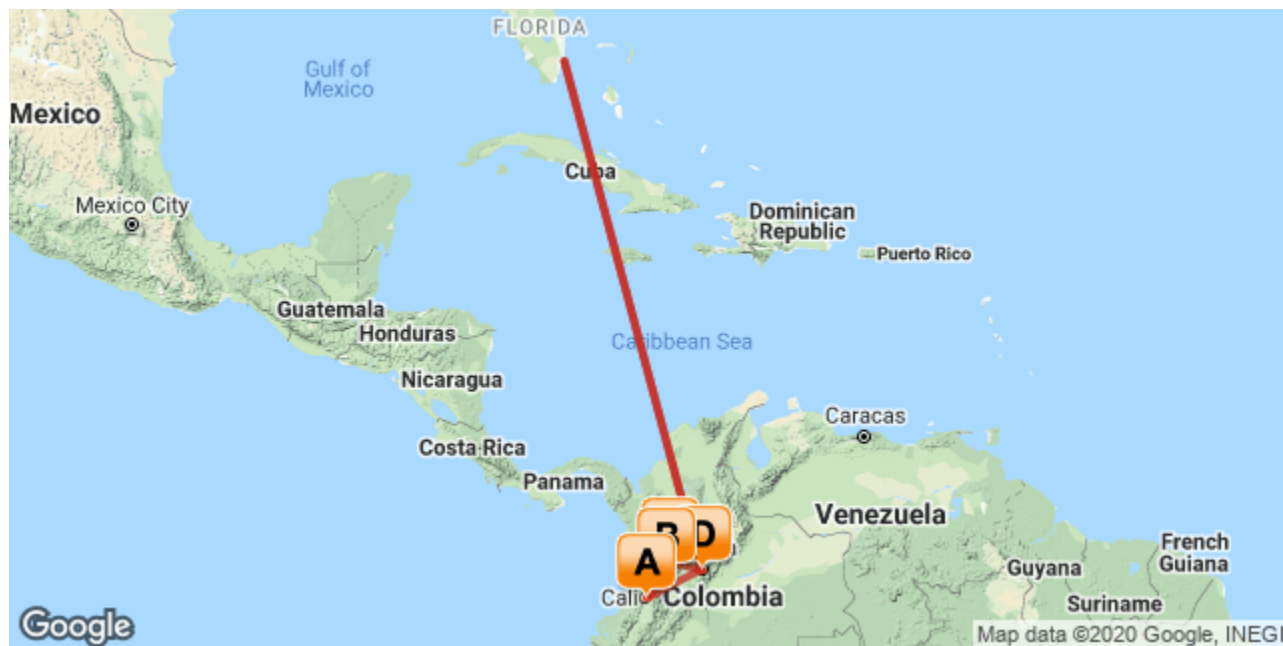 FLORIDA
Gulf of
Mexico
Mexico
Cuba
Mexico City
Dominican
Republic
Puerto Rico
Guatemala
Honduras
Caribbean Sea
Nicaragua
Caracas
Costa Rica
Panama
Venezuela
B
D
French
Guiana
A
Guyana
Cali
Colombia
Suriname
Google
Map data ©2020 Google, INEGI